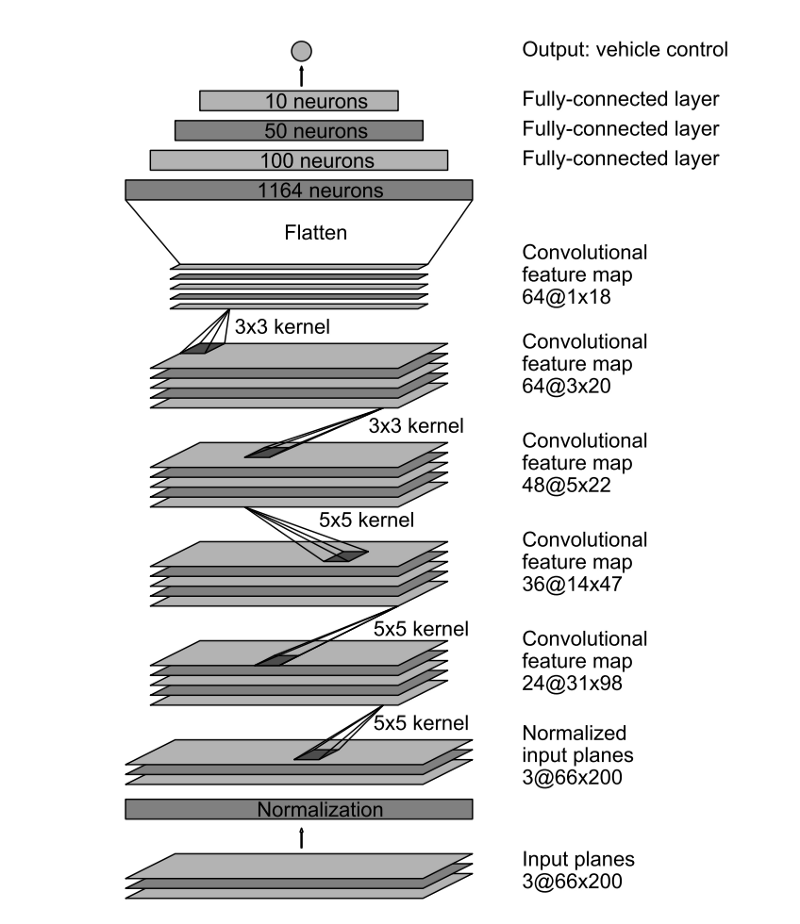 Output: vehicle control
10 neurons
Fully-connected layer
50 neurons
Fully-connected layer
100 neurons
Fully-connected layer
1164 neurons
Flatten
Convolutional
feature map
64@1x18
3x3 kernel
Convolutional
feature map
64@3x20
3x3 kernel
Convolutional
feature map
48@5x22
5x5 kernel
Convolutional
feature map
36@14x47
5x5 kernel
Convolutional
feature map
24@31x98
5x5 kernel
Normalized
input planes
3@66x200
Normalization
Input planes
3@66x200